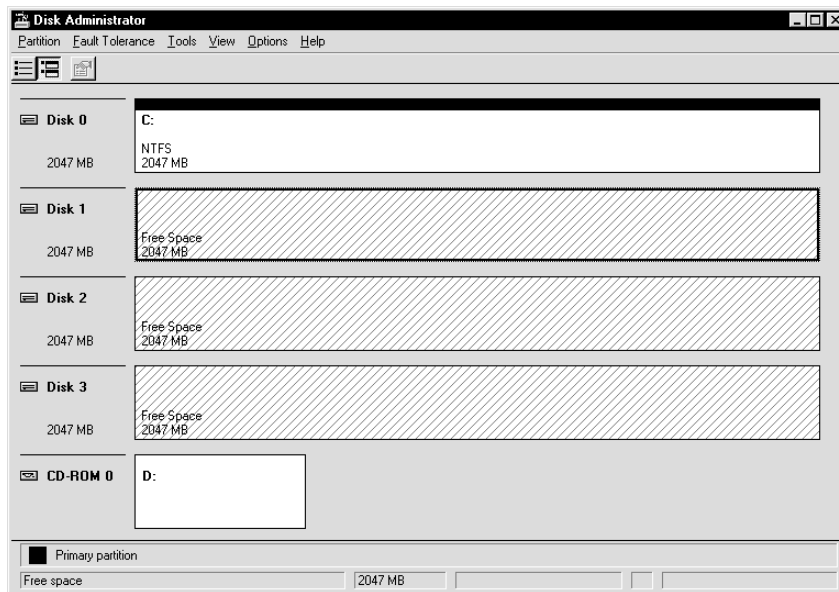 Disk Administrator
Partition Fault Tolerance Tools View Options Help
Disk 0
2047 MB
C:
NTFS
2047 MB
Disk 1
2047 MB
Free Space
2047 MB
Disk 2
2047 MB
Free Space
2047 MB
Disk 3
2047 MB
Free Space
2047 MB
CD-ROM 0
D:
Primary partition
Free space 2047 MB